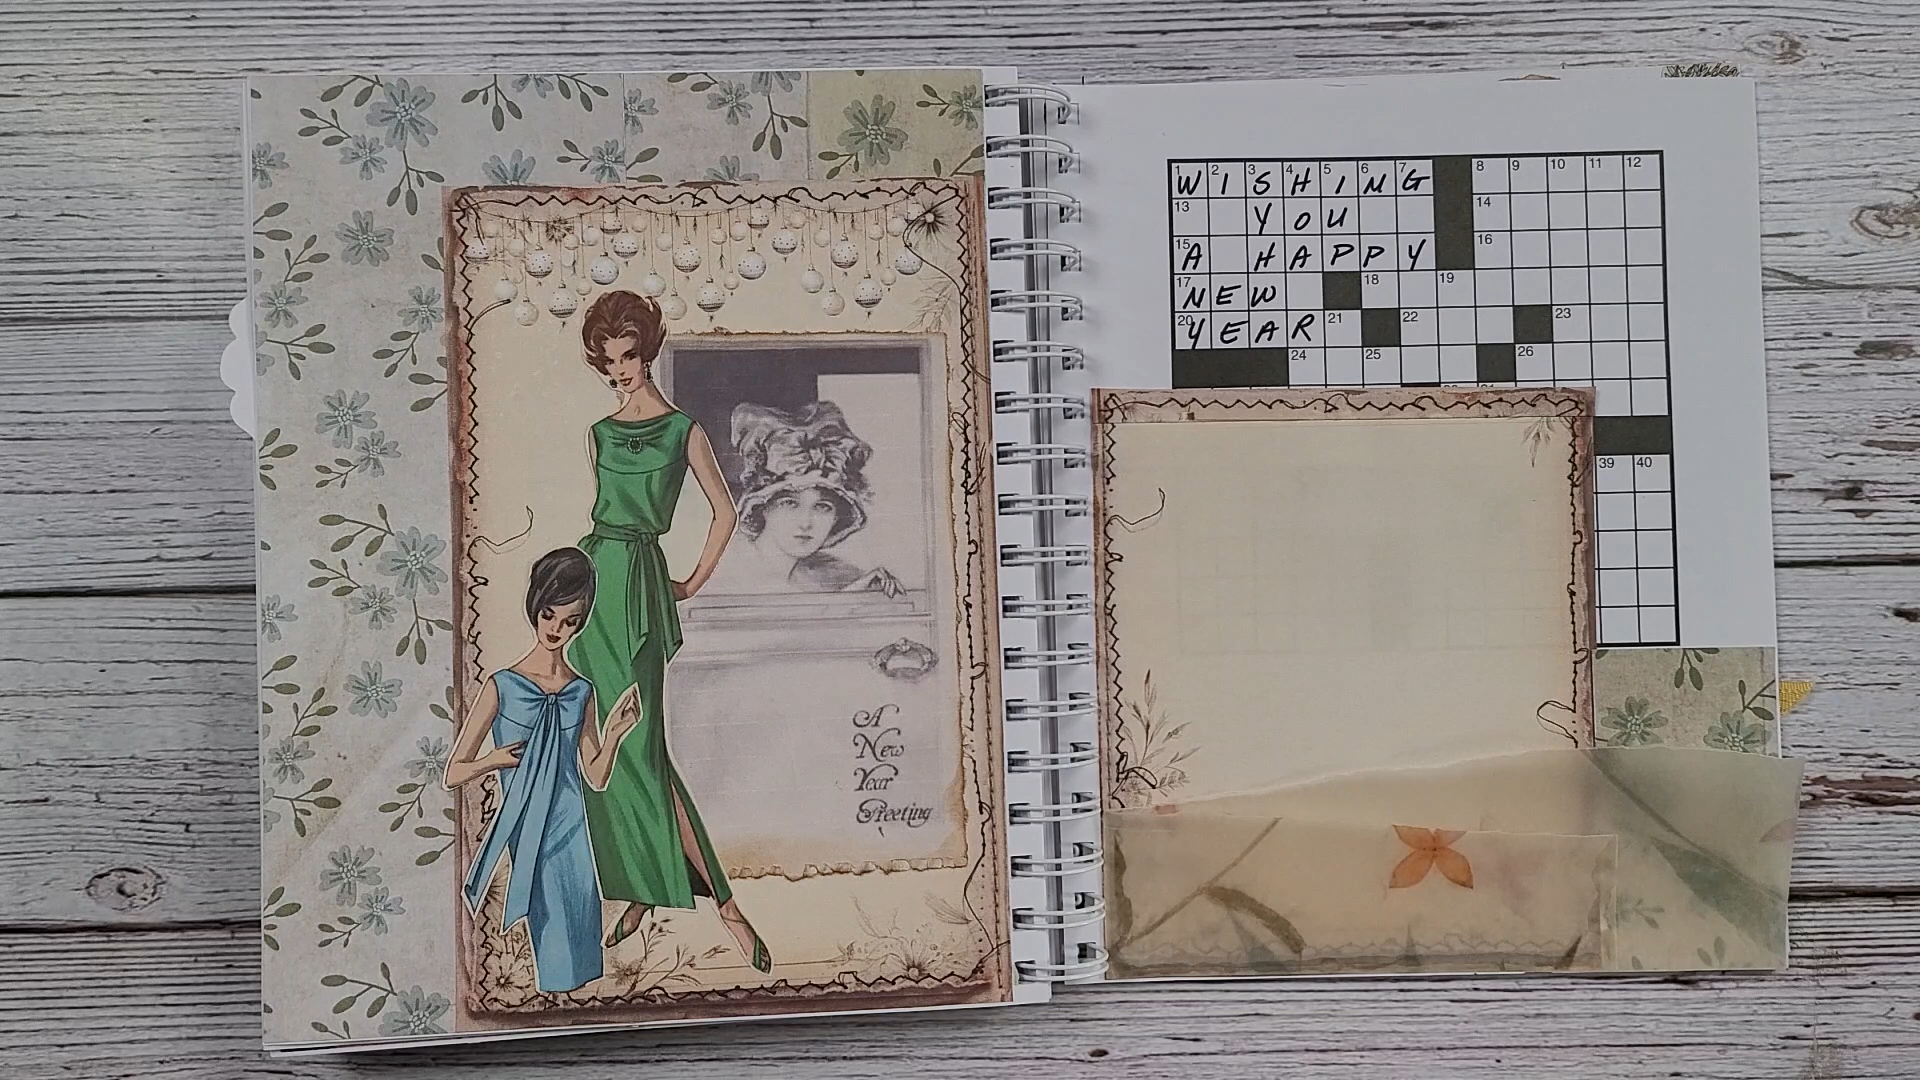 A
New
Year
Greeting
1 2 3 4 5 6 7 8 9 10 11 12
WISHING
13 14
YOU
15 16
A HAPPY
17 18 19
NEW
20 21 22 23
YEAR
24 25 26
39 40